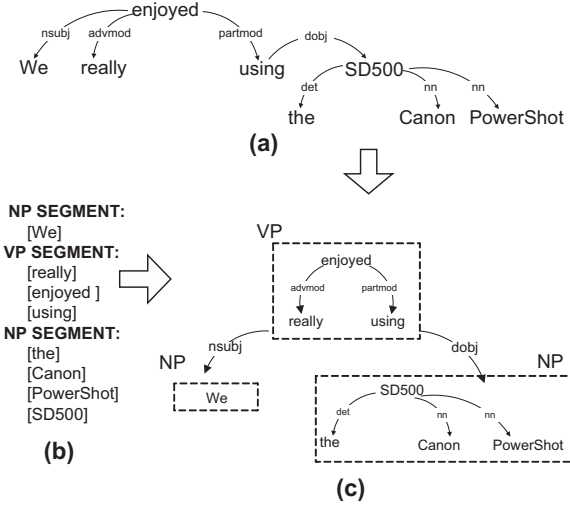 enjoyed
nsubj advmod partmod dobj
We really using SD500
det nn nn
the Canon PowerShot
(a)
NP SEGMENT:
[We]
VP SEGMENT:
[really]
[enjoyed ]
[using]
NP SEGMENT:
[the]
[Canon]
[PowerShot]
[SD500]
(b)
VP
enjoyed
advmod partmod
really using
nsubj dobj
NP NP
We
SD500
det nn nn
the Canon PowerShot
(c)